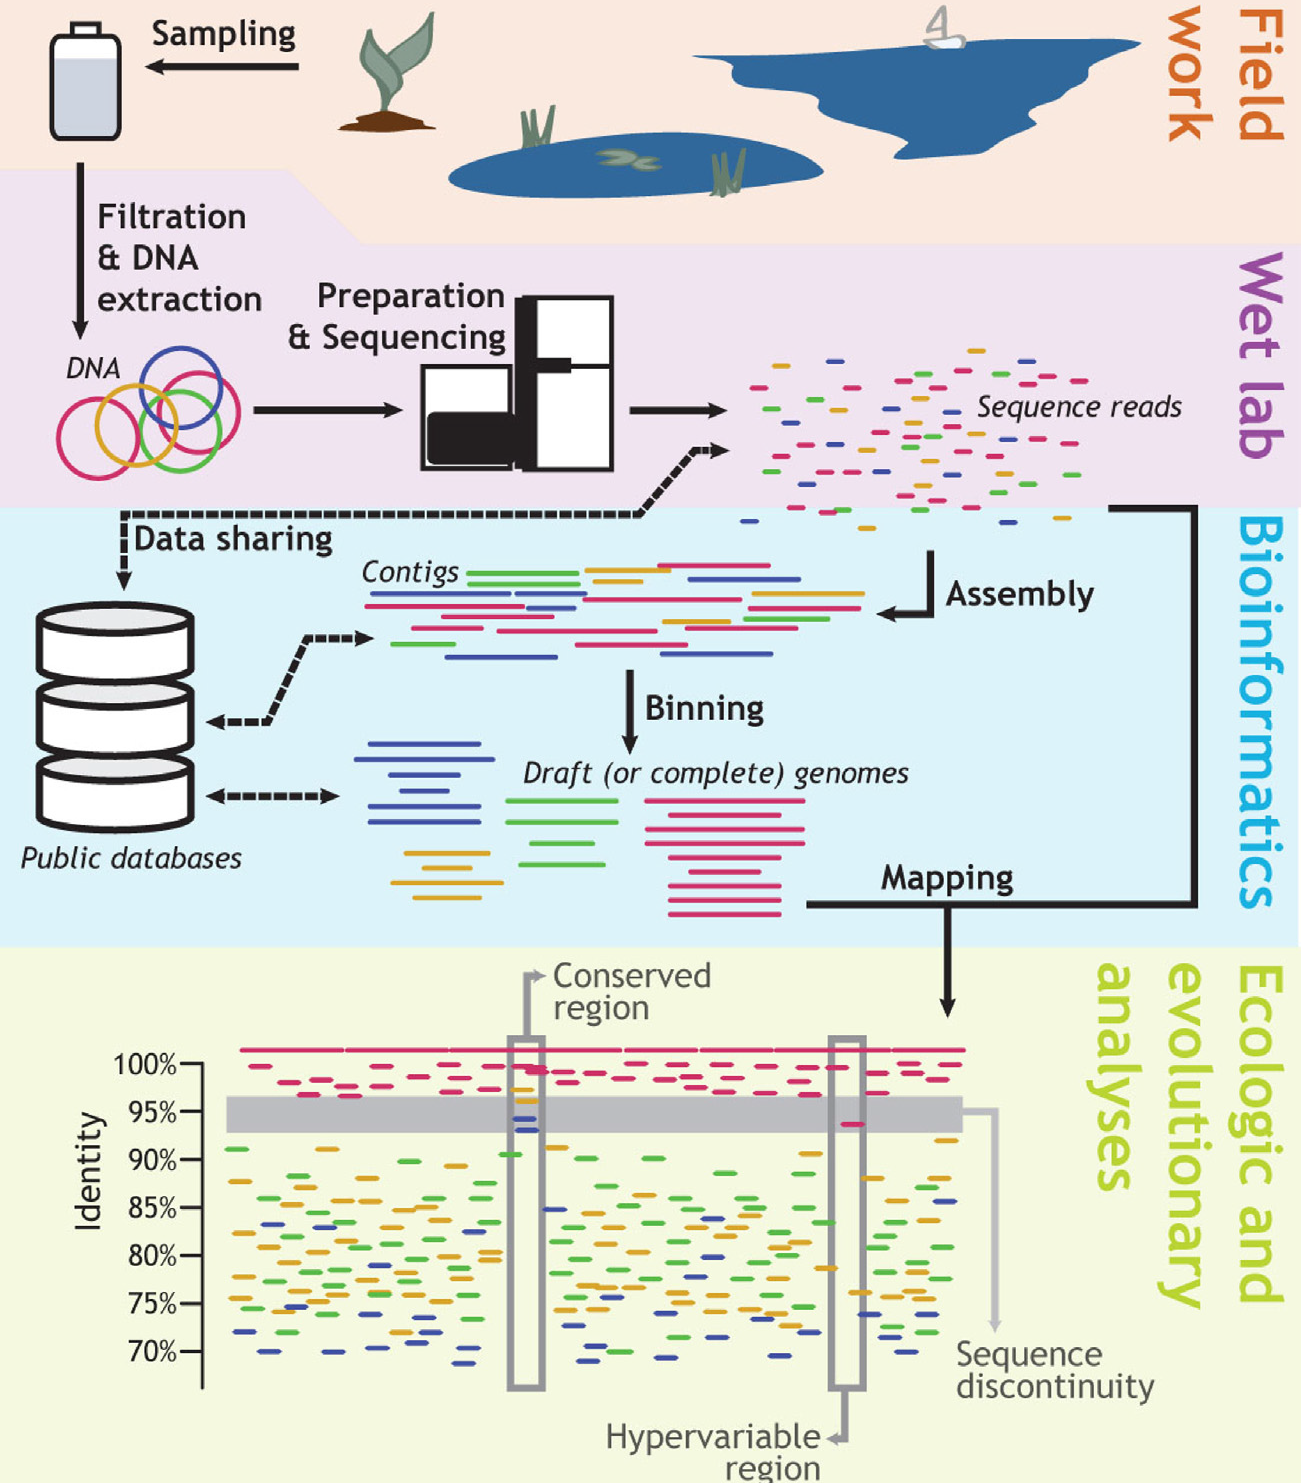 Sampling
Field
work
Filtration
& DNA
extraction
Preparation
& Sequencing
Wet lab
DNA
Sequence reads
Data sharing
Bioinformatics
Contigs
Assembly
Binning
Draft (or complete) genomes
Public databases
Mapping
Ecologic and
evolutionary
analyses
Conserved
region
100%
95%
90%
85%
80%
75%
70%
Identity
Sequence
discontinuity
Hypervariable
region